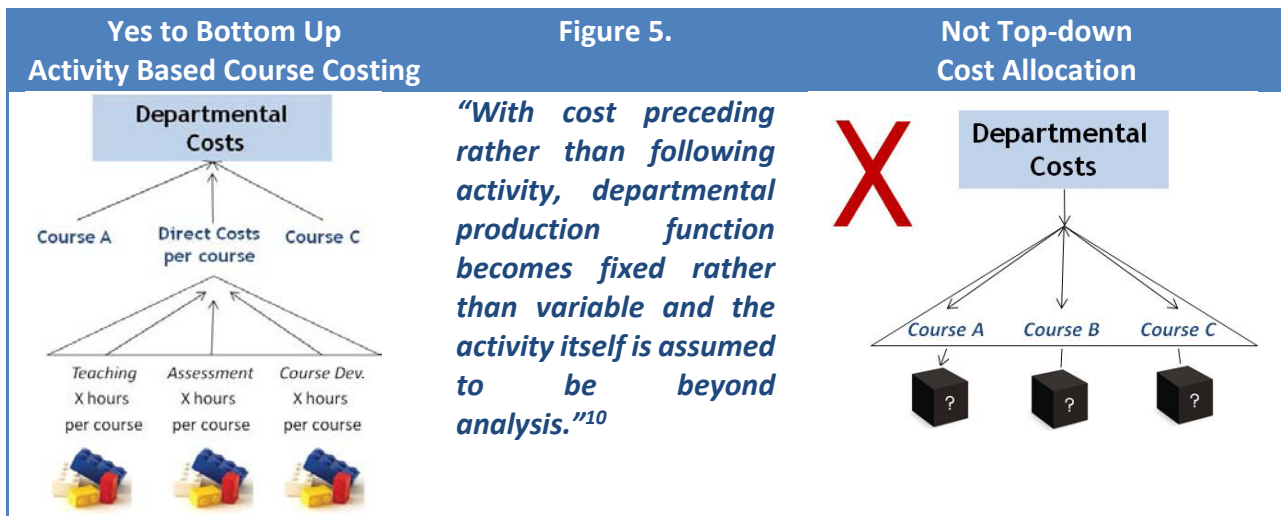 Yes to Bottom Up
Activity Based Course Costing
Figure 5.
Not Top-down
Cost Allocation
Departmental
Costs
Course A
Direct Costs
per course
Course C
Teaching
X hours
per course
Assessment
X hours
per course
Course Dev.
X hours
per course
“With cost preceding
rather than following
activity, departmental
production function
becomes fixed rather
than variable and the
activity itself is assumed
to be beyond
analysis.”10
X
Departmental
Costs
Course A
Course B
Course C
?
?
?